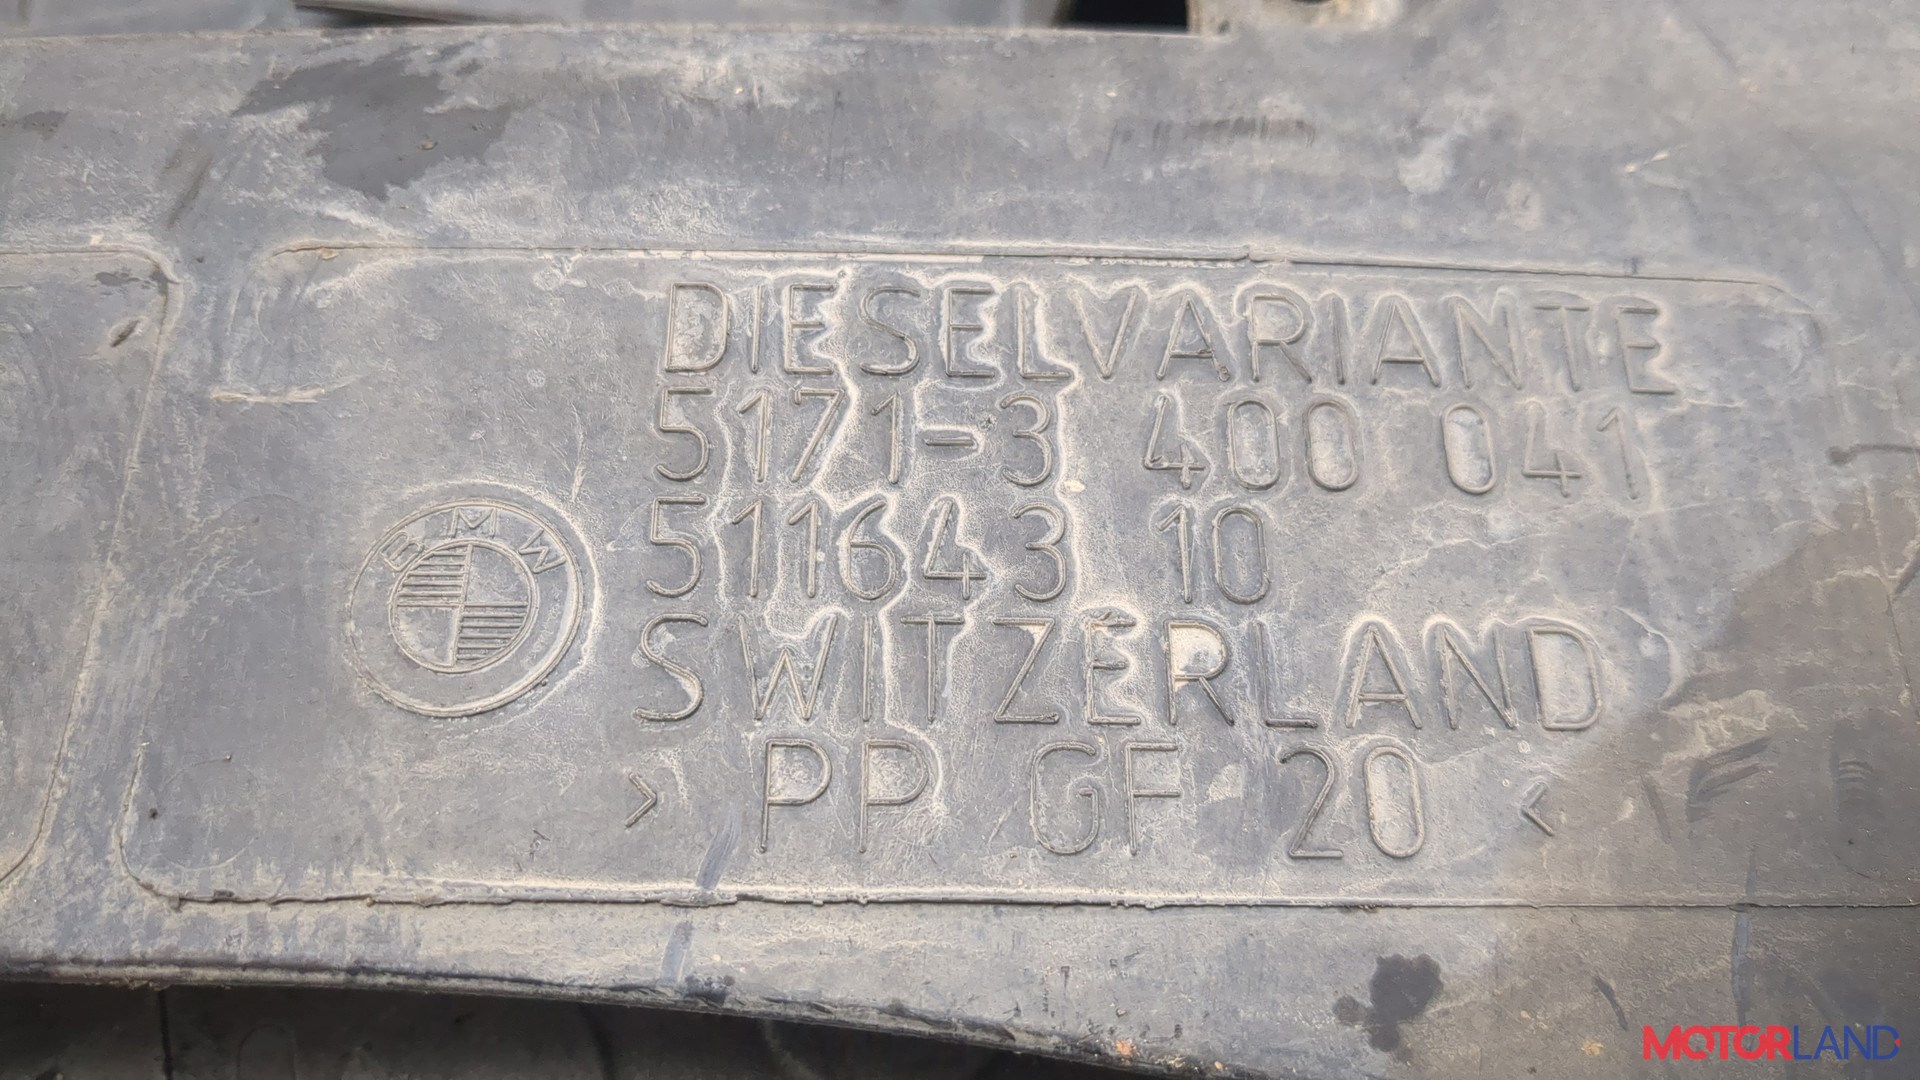 DIESELVARIANTE
5171-3 400 041
511643 10
BMW
SWITZERLAND
> PP GF 20 <
MOTORLAND